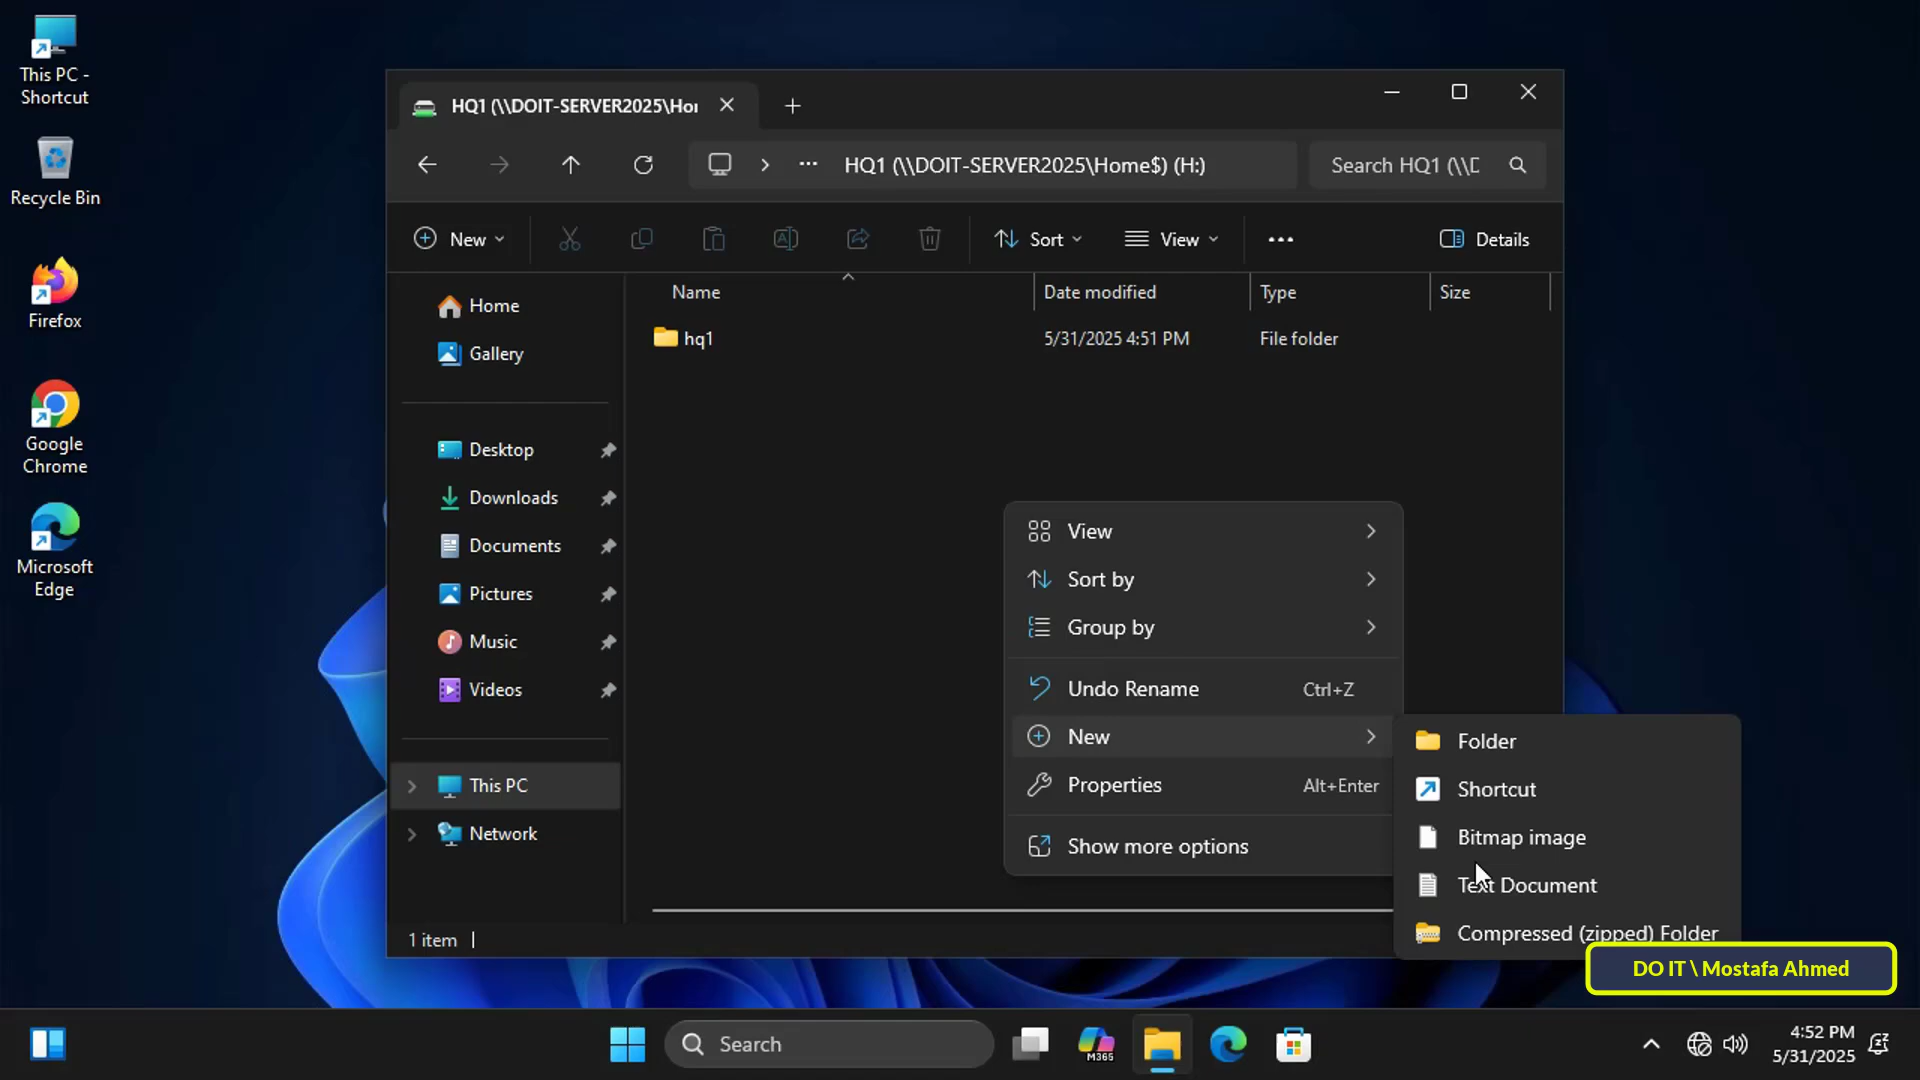 This PC -
Shortcut
Recycle Bin
Firefox
Google
Chrome
Microsoft
Edge
HQ1 (\\DOIT-SERVER2025\Hor
HQ1 (\\DOIT-SERVER2025\Home$) (H:)
Search HQ1 (\\D
New
Sort
View
Details
Name
Date modified
Type
Size
hq1
5/31/2025 4:51 PM
File folder
Home
Gallery
Desktop
Downloads
Documents
Pictures
Music
Videos
This PC
Network
1 item
View
Sort by
Group by
Undo Rename Ctrl+Z
New
Properties Alt+Enter
Show more options
Folder
Shortcut
Bitmap image
Text Document
Compressed (zipped) Folder
DO IT \ Mostafa Ahmed
Search
M365
4:52 PM
5/31/2025